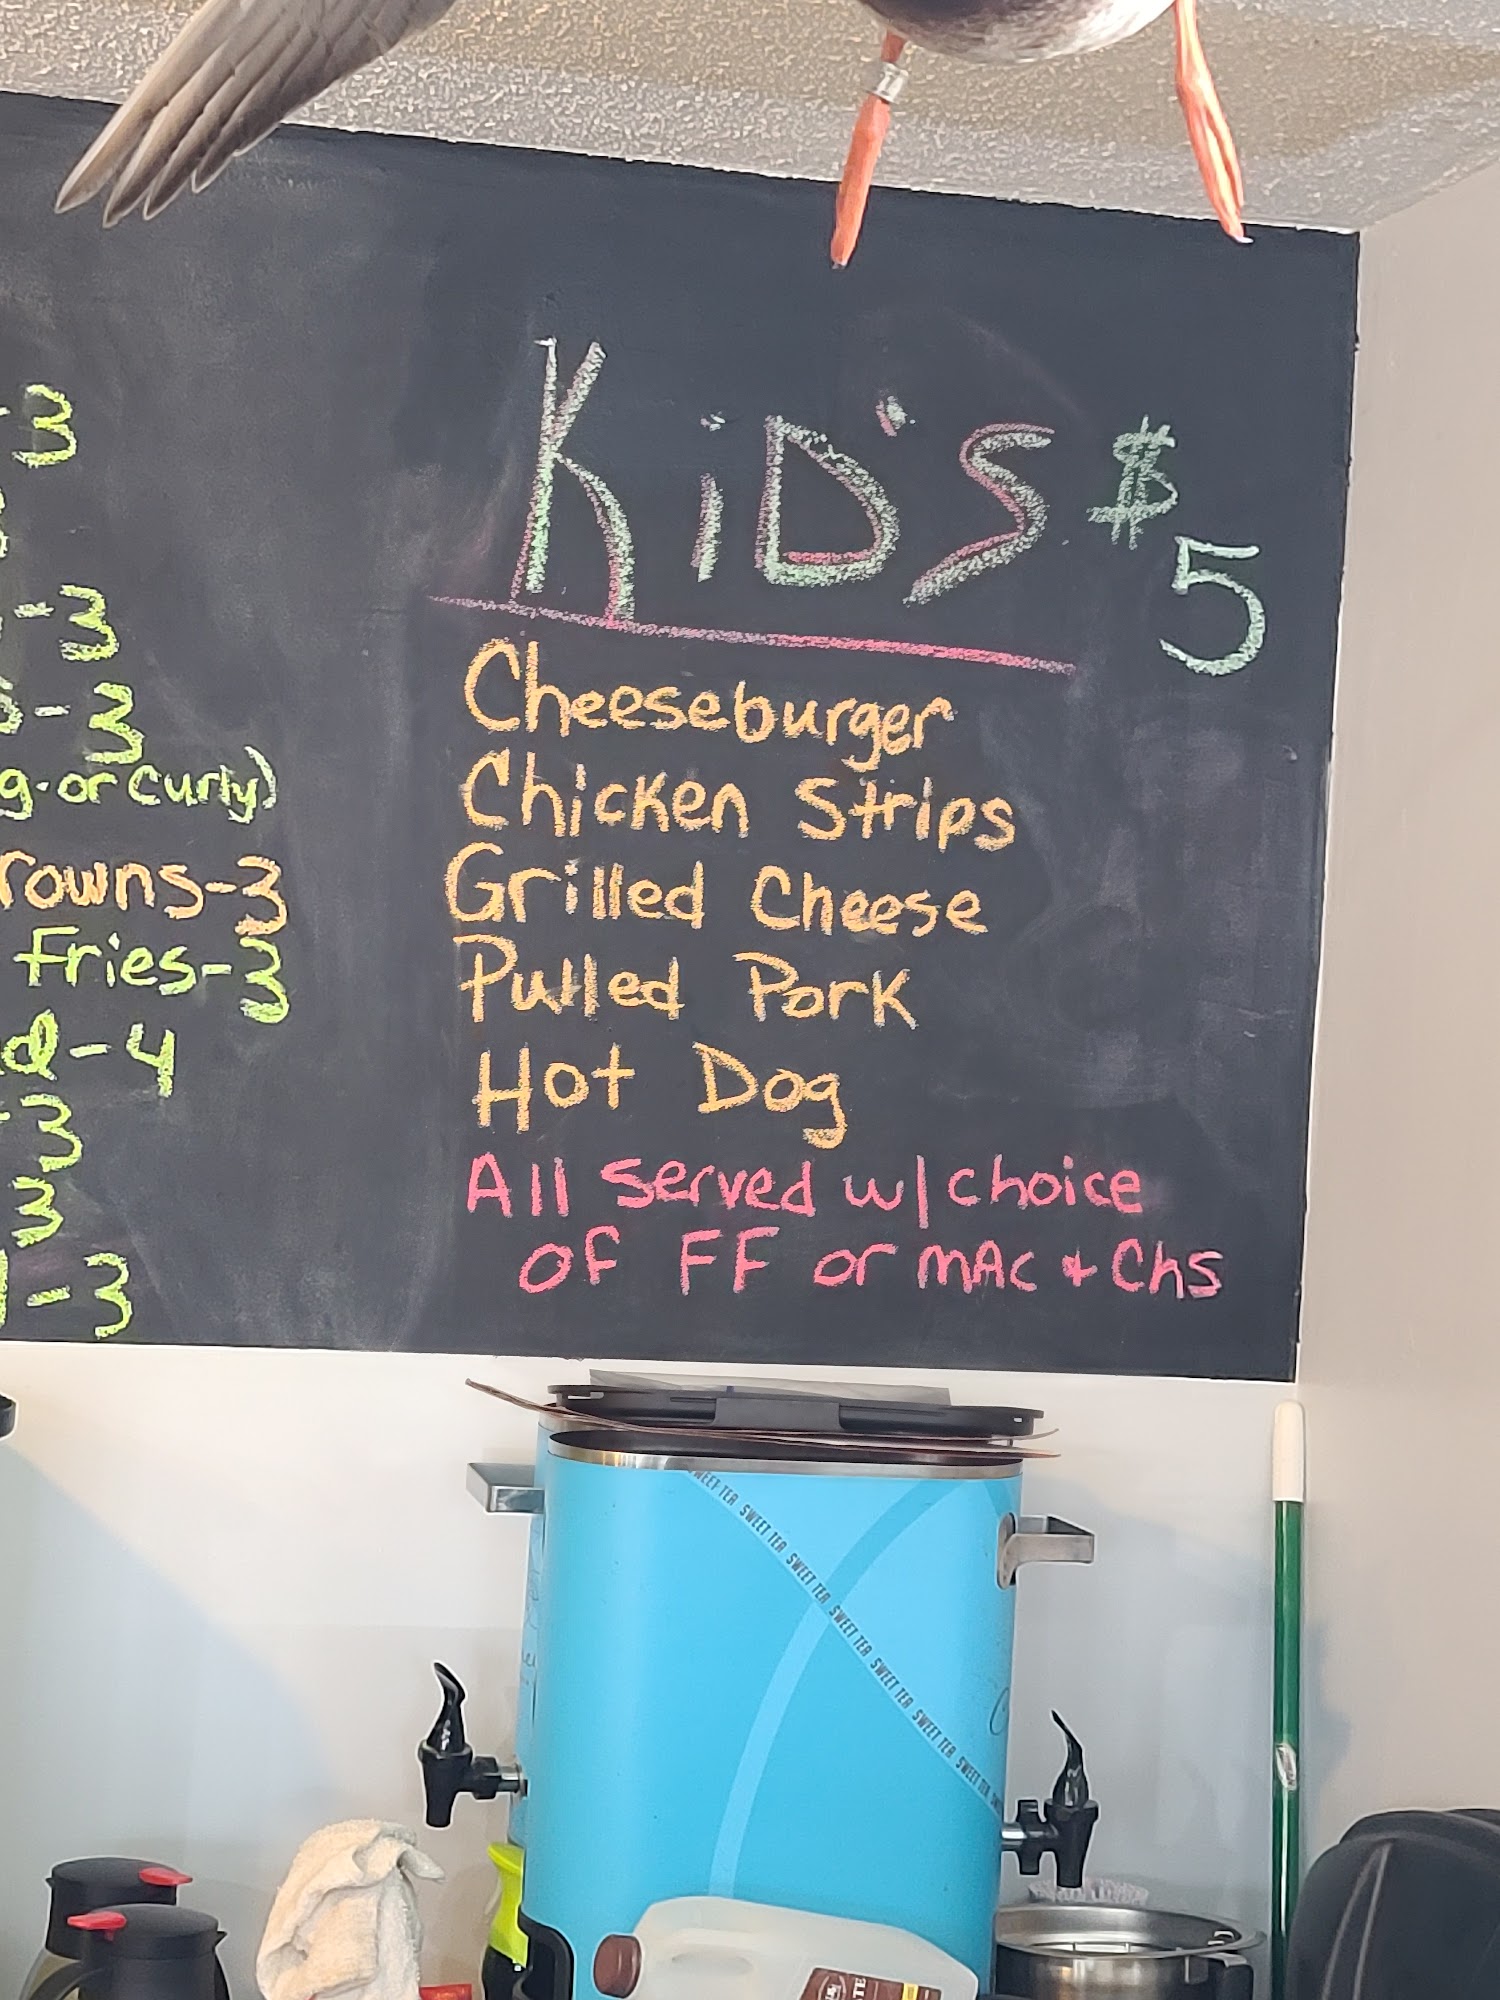 -3
-3
-3
g. or curly)
rowns-3
Fries-3
d-4
-3
3
-3
KiD's $5
Cheeseburger
Chicken Strips
Grilled Cheese
Pulled Pork
Hot Dog
All served w/ choice
of FF or mAc + Chs
SWEET TEA SWEET TEA SWEET TEA SWEET TEA SWEET TEA SWEET TEA SWEET TEA